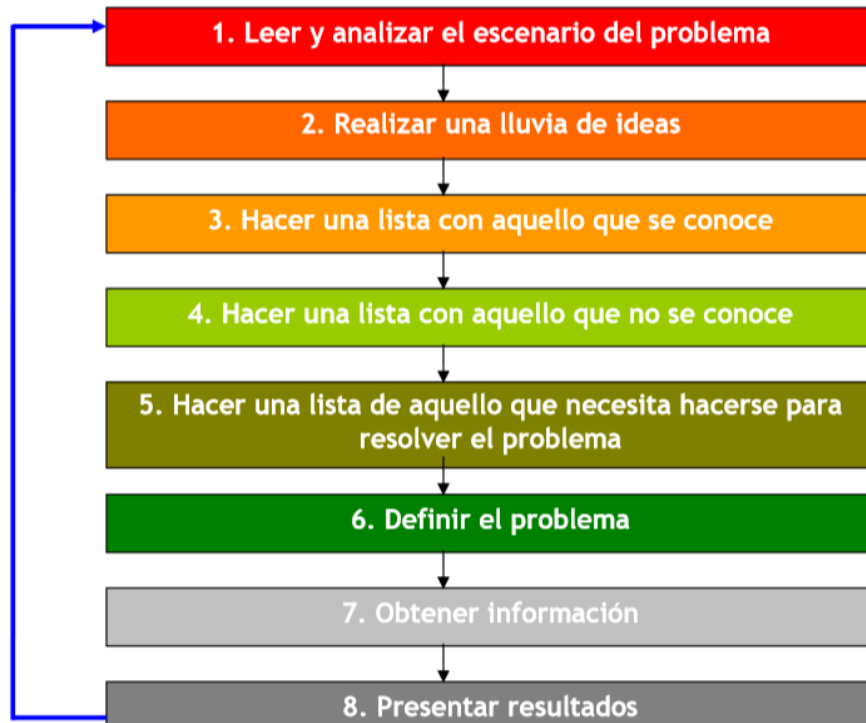 1. Leer y analizar el escenario del problema
2. Realizar una lluvia de ideas
3. Hacer una lista con aquello que se conoce
4. Hacer una lista con aquello que no se conoce
5. Hacer una lista de aquello que necesita hacerse para
resolver el problema
6. Definir el problema
7. Obtener información
8. Presentar resultados